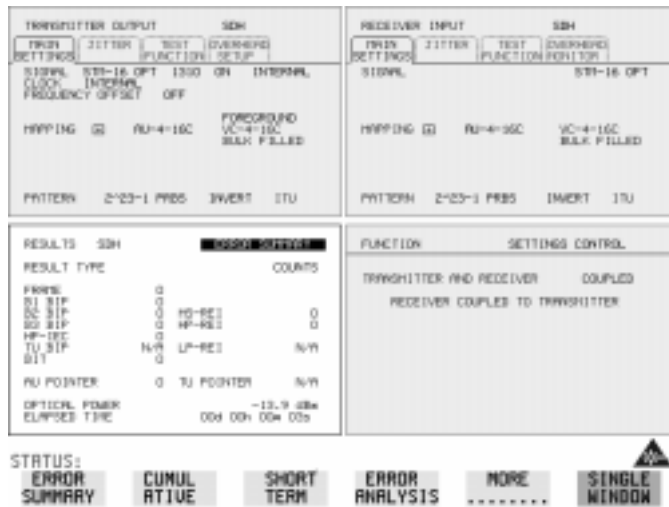 TRANSMITTER OUTPUT SDH
MAIN SETTINGS JITTER TEST FUNCTION OVERHEAD SETUP
SIGNAL STM-16 OPT 1310 ON INTERNAL
CLOCK INTERNAL
FREQUENCY OFFSET OFF
FOREGROUND
MAPPING AU-4-16C VC-4-16C
BULK FILLED
PATTERN 2^23-1 PRBS INVERT ITU
RECEIVER INPUT SDH
MAIN SETTINGS JITTER TEST FUNCTION OVERHEAD MONITOR
SIGNAL STM-16 OPT
MAPPING AU-4-16C VC-4-16C
BULK FILLED
PATTERN 2^23-1 PRBS INVERT ITU
RESULTS SDH ERROR SUMMARY
RESULT TYPE COUNTS
FRAME 0
B1 BIP 0
B2 BIP 0 MS-REI 0
B3 BIP 0 HP-REI 0
HP-IEC 0
TU BIP N/A LP-REI N/A
BIT 0
AU POINTER 0 TU POINTER N/A
OPTICAL POWER -13.9 dBm
ELAPSED TIME 00d 00h 00m 03s
FUNCTION SETTINGS CONTROL
TRANSMITTER AND RECEIVER COUPLED
RECEIVER COUPLED TO TRANSMITTER
STATUS:
ERROR SUMMARY
CUMUL ATIVE
SHORT TERM
ERROR ANALYSIS
MORE ........
SINGLE WINDOW